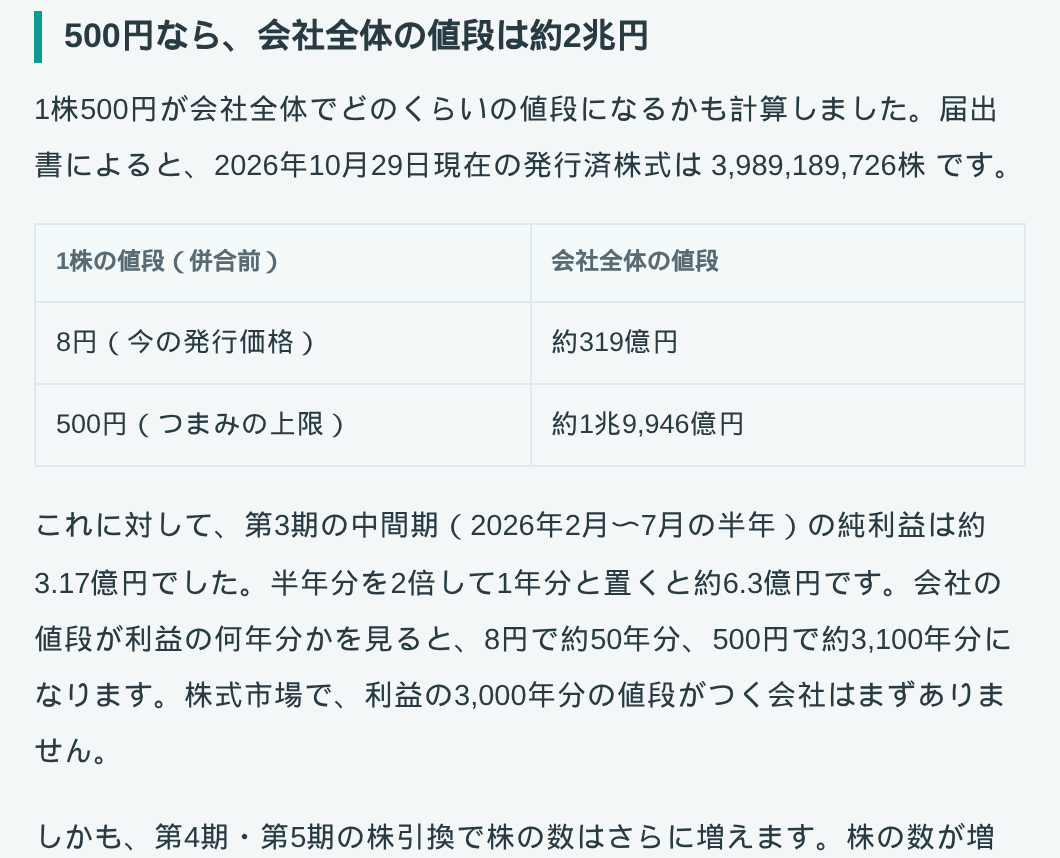 500円なら、会社全体の値段は約2兆円
1株500円が会社全体でどのくらいの値段になるかも計算しました。届出
書によると、2026年10月29日現在の発行済株式は 3,989,189,726株 です。
1株の値段（併合前）
会社全体の値段
8円（今の発行価格）
約319億円
500円（つまみの上限）
約1兆9,946億円
これに対して、第3期の中間期（2026年2月〜7月の半年）の純利益は約
3.17億円でした。半年分を2倍して1年分と置くと約6.3億円です。会社の
値段が利益の何年分かを見ると、8円で約50年分、500円で約3,100年分に
なります。株式市場で、利益の3,000年分の値段がつく会社はまずありま
せん。
しかも、第4期・第5期の株引換で株の数はさらに増えます。株の数が増